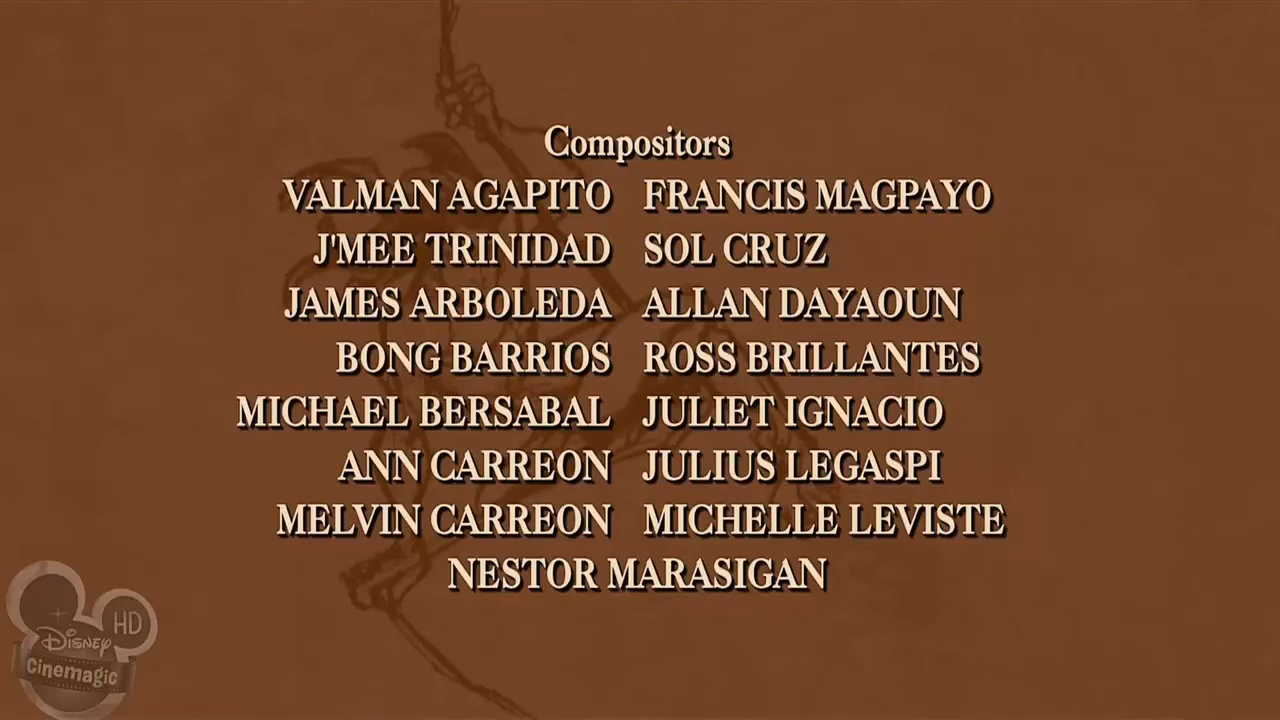 Compositors
VALMAN AGAPITO FRANCIS MAGPAYO
J'MEE TRINIDAD SOL CRUZ
JAMES ARBOLEDA ALLAN DAYAOUN
BONG BARRIOS ROSS BRILLANTES
MICHAEL BERSABAL JULIET IGNACIO
ANN CARREON JULIUS LEGASPI
MELVIN CARREON MICHELLE LEVISTE
NESTOR MARASIGAN
HD
DISNEY
Cinemagic